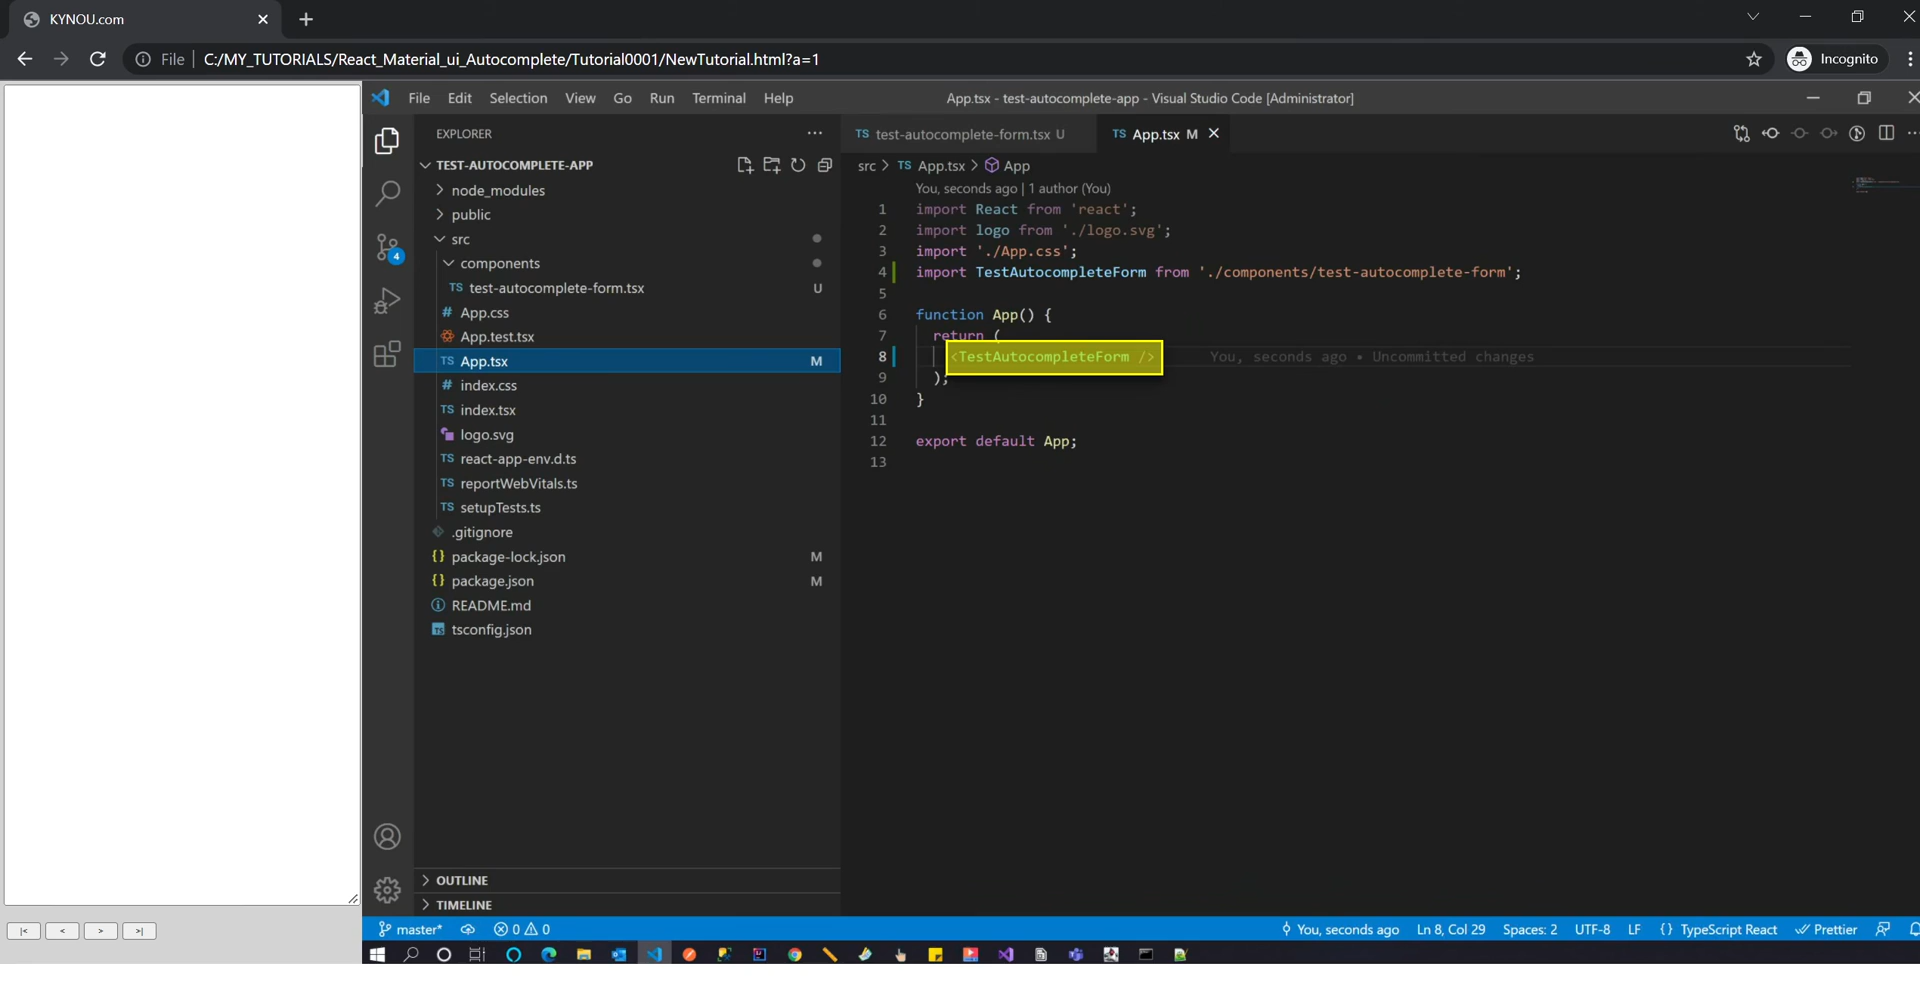 KYNOU.com
File C:/MY_TUTORIALS/React_Material_ui_Autocomplete/Tutorial0001/NewTutorial.html?a=1
Incognito
File Edit Selection View Go Run Terminal Help
App.tsx - test-autocomplete-app - Visual Studio Code [Administrator]
EXPLORER
TEST-AUTOCOMPLETE-APP
node_modules
public
src
components
TS test-autocomplete-form.tsx U
# App.css
App.test.tsx
TS App.tsx M
# index.css
TS index.tsx
logo.svg
TS react-app-env.d.ts
TS reportWebVitals.ts
TS setupTests.ts
.gitignore
{} package-lock.json M
{} package.json M
README.md
tsconfig.json
OUTLINE
TIMELINE
4
TS test-autocomplete-form.tsx U
TS App.tsx M
src > TS App.tsx > App
You, seconds ago | 1 author (You)
1 import React from 'react';
2 import logo from './logo.svg';
3 import './App.css';
4 import TestAutocompleteForm from './components/test-autocomplete-form';
5
6 function App() {
7 return (
8 <TestAutocompleteForm /> You, seconds ago • Uncommitted changes
9 );
10 }
11
12 export default App;
13
|< < > >|
master* 0 0
You, seconds ago Ln 8, Col 29 Spaces: 2 UTF-8 LF {} TypeScript React Prettier